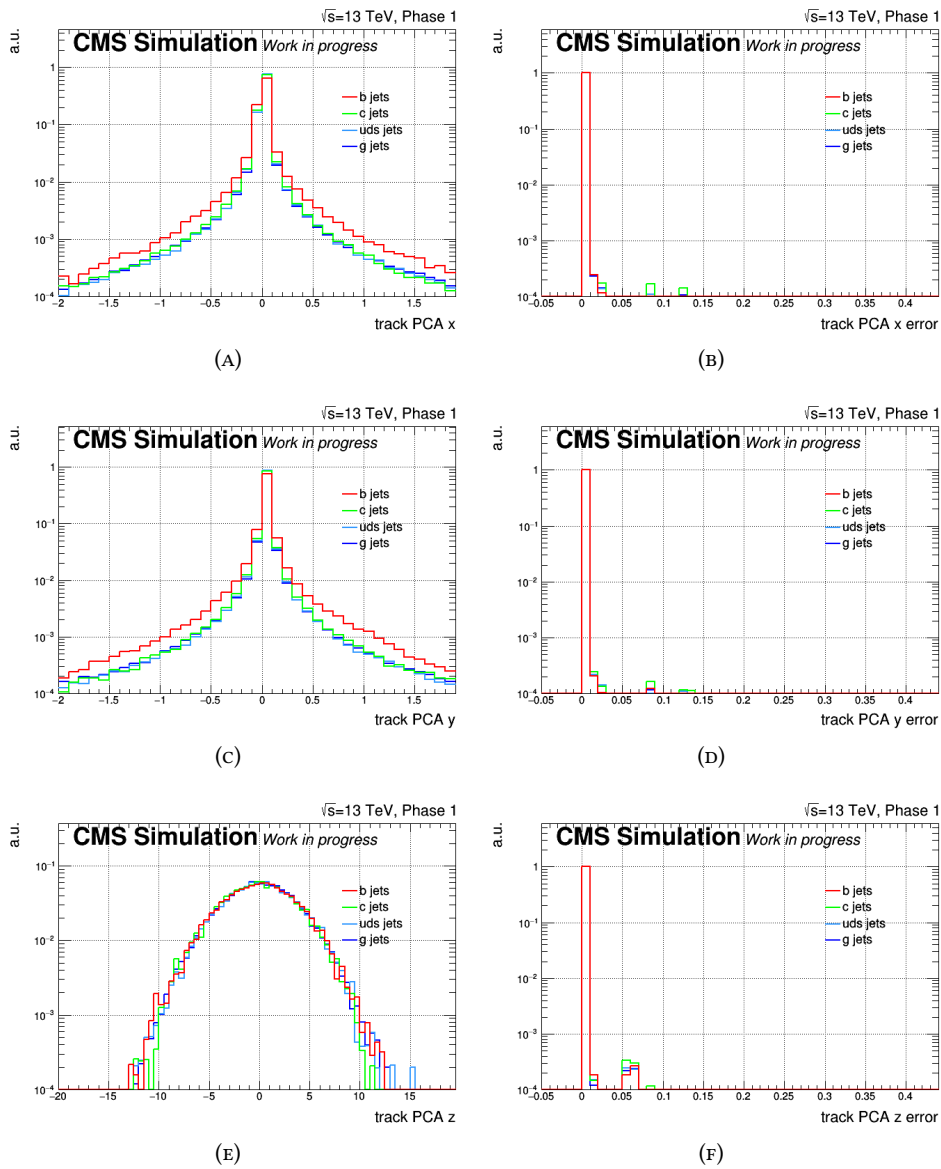 √s=13 TeV, Phase 1
a.u.
CMS Simulation Work in progress
1
10⁻¹
10⁻²
10⁻³
10⁻⁴
b jets
c jets
uds jets
g jets
−2 −1.5 −1 −0.5 0 0.5 1 1.5
track PCA x
(A)
√s=13 TeV, Phase 1
a.u.
CMS Simulation Work in progress
1
10⁻¹
10⁻²
10⁻³
10⁻⁴
b jets
c jets
uds jets
g jets
−0.05 0 0.05 0.1 0.15 0.2 0.25 0.3 0.35 0.4
track PCA x error
(B)
√s=13 TeV, Phase 1
a.u.
CMS Simulation Work in progress
1
10⁻¹
10⁻²
10⁻³
10⁻⁴
b jets
c jets
uds jets
g jets
−2 −1.5 −1 −0.5 0 0.5 1 1.5
track PCA y
(C)
√s=13 TeV, Phase 1
a.u.
CMS Simulation Work in progress
1
10⁻¹
10⁻²
10⁻³
10⁻⁴
b jets
c jets
uds jets
g jets
−0.05 0 0.05 0.1 0.15 0.2 0.25 0.3 0.35 0.4
track PCA y error
(D)
√s=13 TeV, Phase 1
a.u.
CMS Simulation Work in progress
10⁻¹
10⁻²
10⁻³
10⁻⁴
b jets
c jets
uds jets
g jets
−20 −15 −10 −5 0 5 10 15
track PCA z
(E)
√s=13 TeV, Phase 1
a.u.
CMS Simulation Work in progress
1
10⁻¹
10⁻²
10⁻³
10⁻⁴
b jets
c jets
uds jets
g jets
−0.05 0 0.05 0.1 0.15 0.2 0.25 0.3 0.35 0.4
track PCA z error
(F)